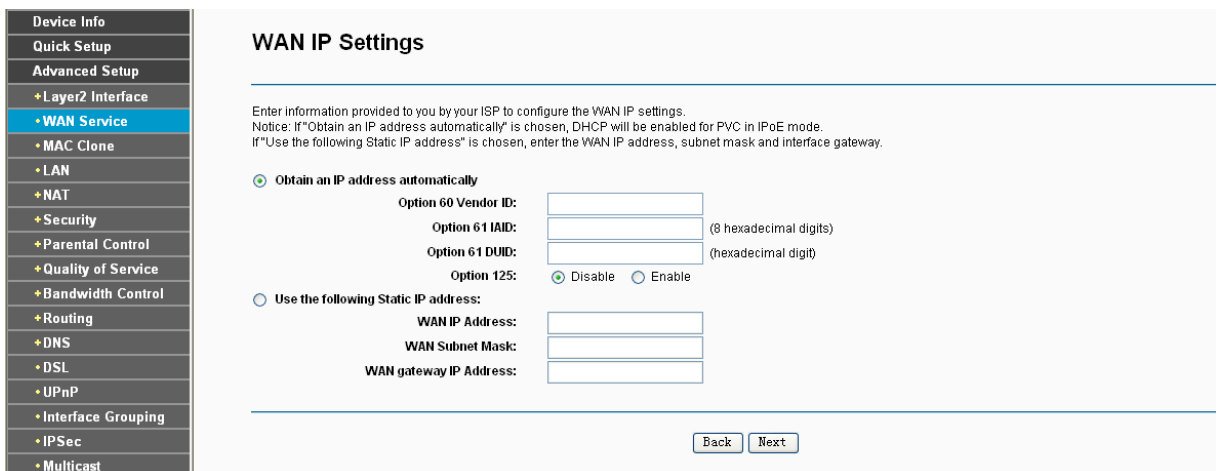 Device Info
Quick Setup
Advanced Setup
+Layer2 Interface
•WAN Service
•MAC Clone
•LAN
+NAT
+Security
+Parental Control
+Quality of Service
+Bandwidth Control
+Routing
+DNS
•DSL
•UPnP
•Interface Grouping
•IPSec
•Multicast
WAN IP Settings
Enter information provided to you by your ISP to configure the WAN IP settings.
Notice: If "Obtain an IP address automatically" is chosen, DHCP will be enabled for PVC in IPoE mode.
If "Use the following Static IP address" is chosen, enter the WAN IP address, subnet mask and interface gateway.
Obtain an IP address automatically
Option 60 Vendor ID:
Option 61 IAID: (8 hexadecimal digits)
Option 61 DUID: (hexadecimal digit)
Option 125: Disable Enable
Use the following Static IP address:
WAN IP Address:
WAN Subnet Mask:
WAN gateway IP Address:
Back Next